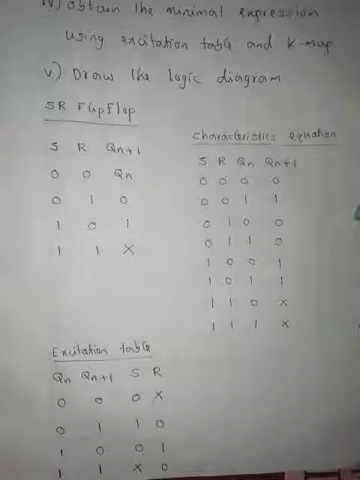 iv) obtain the minimal expression
using excitation table and k-map
v) Draw the logic diagram
SR FlipFlop
S R Qn+1
0 0 Qn
0 1 0
1 0 1
1 1 X
characteristics equation
S R Qn Qn+1
0 0 0 0
0 0 1 1
0 1 0 0
0 1 1 0
1 0 0 1
1 0 1 1
1 1 0 X
1 1 1 X
Excitation table
Qn Qn+1 S R
0 0 0 X
0 1 1 0
1 0 0 1
1 1 X 0